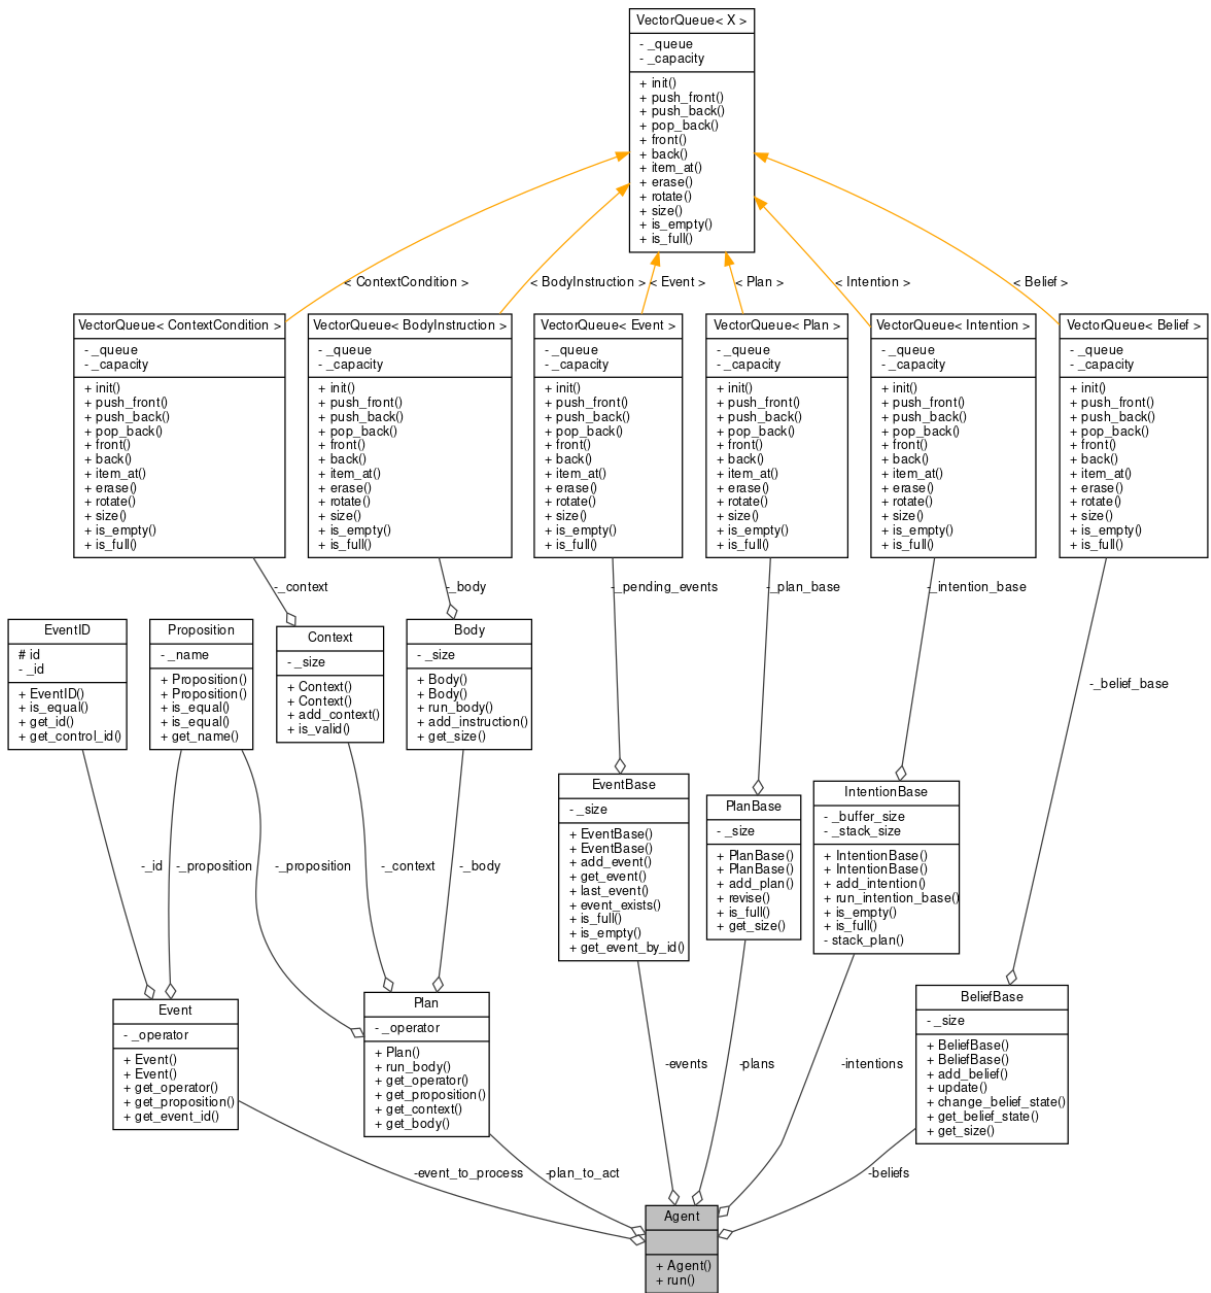 VectorQueue< X >
- _queue
- _capacity
+ init()
+ push_front()
+ push_back()
+ pop_back()
+ front()
+ back()
+ item_at()
+ erase()
+ rotate()
+ size()
+ is_empty()
+ is_full()
< ContextCondition >
< BodyInstruction >
< Event >
< Plan >
< Intention >
< Belief >
VectorQueue< ContextCondition >
- _queue
- _capacity
+ init()
+ push_front()
+ push_back()
+ pop_back()
+ front()
+ back()
+ item_at()
+ erase()
+ rotate()
+ size()
+ is_empty()
+ is_full()
VectorQueue< BodyInstruction >
- _queue
- _capacity
+ init()
+ push_front()
+ push_back()
+ pop_back()
+ front()
+ back()
+ item_at()
+ erase()
+ rotate()
+ size()
+ is_empty()
+ is_full()
VectorQueue< Event >
- _queue
- _capacity
+ init()
+ push_front()
+ push_back()
+ pop_back()
+ front()
+ back()
+ item_at()
+ erase()
+ rotate()
+ size()
+ is_empty()
+ is_full()
VectorQueue< Plan >
- _queue
- _capacity
+ init()
+ push_front()
+ push_back()
+ pop_back()
+ front()
+ back()
+ item_at()
+ erase()
+ rotate()
+ size()
+ is_empty()
+ is_full()
VectorQueue< Intention >
- _queue
- _capacity
+ init()
+ push_front()
+ push_back()
+ pop_back()
+ front()
+ back()
+ item_at()
+ erase()
+ rotate()
+ size()
+ is_empty()
+ is_full()
VectorQueue< Belief >
- _queue
- _capacity
+ init()
+ push_front()
+ push_back()
+ pop_back()
+ front()
+ back()
+ item_at()
+ erase()
+ rotate()
+ size()
+ is_empty()
+ is_full()
-_context
-_body
-_pending_events
-_plan_base
-_intention_base
-_belief_base
EventID
# id
- _id
+ EventID()
+ is_equal()
+ get_id()
+ get_control_id()
Proposition
- _name
+ Proposition()
+ Proposition()
+ is_equal()
+ is_equal()
+ get_name()
Context
- _size
+ Context()
+ Context()
+ add_context()
+ is_valid()
Body
- _size
+ Body()
+ Body()
+ run_body()
+ add_instruction()
+ get_size()
EventBase
- _size
+ EventBase()
+ EventBase()
+ add_event()
+ get_event()
+ last_event()
+ event_exists()
+ is_full()
+ is_empty()
+ get_event_by_id()
PlanBase
- _size
+ PlanBase()
+ PlanBase()
+ add_plan()
+ revise()
+ is_full()
+ get_size()
IntentionBase
- _buffer_size
- _stack_size
+ IntentionBase()
+ IntentionBase()
+ add_intention()
+ run_intention_base()
+ is_empty()
+ is_full()
- stack_plan()
-_id
-_proposition
-_proposition
-_context
-_body
Event
- _operator
+ Event()
+ Event()
+ get_operator()
+ get_proposition()
+ get_event_id()
Plan
- _operator
+ Plan()
+ run_body()
+ get_operator()
+ get_proposition()
+ get_context()
+ get_body()
BeliefBase
- _size
+ BeliefBase()
+ BeliefBase()
+ add_belief()
+ update()
+ change_belief_state()
+ get_belief_state()
+ get_size()
-events
-plans
-intentions
-event_to_process
-plan_to_act
-beliefs
Agent
+ Agent()
+ run()